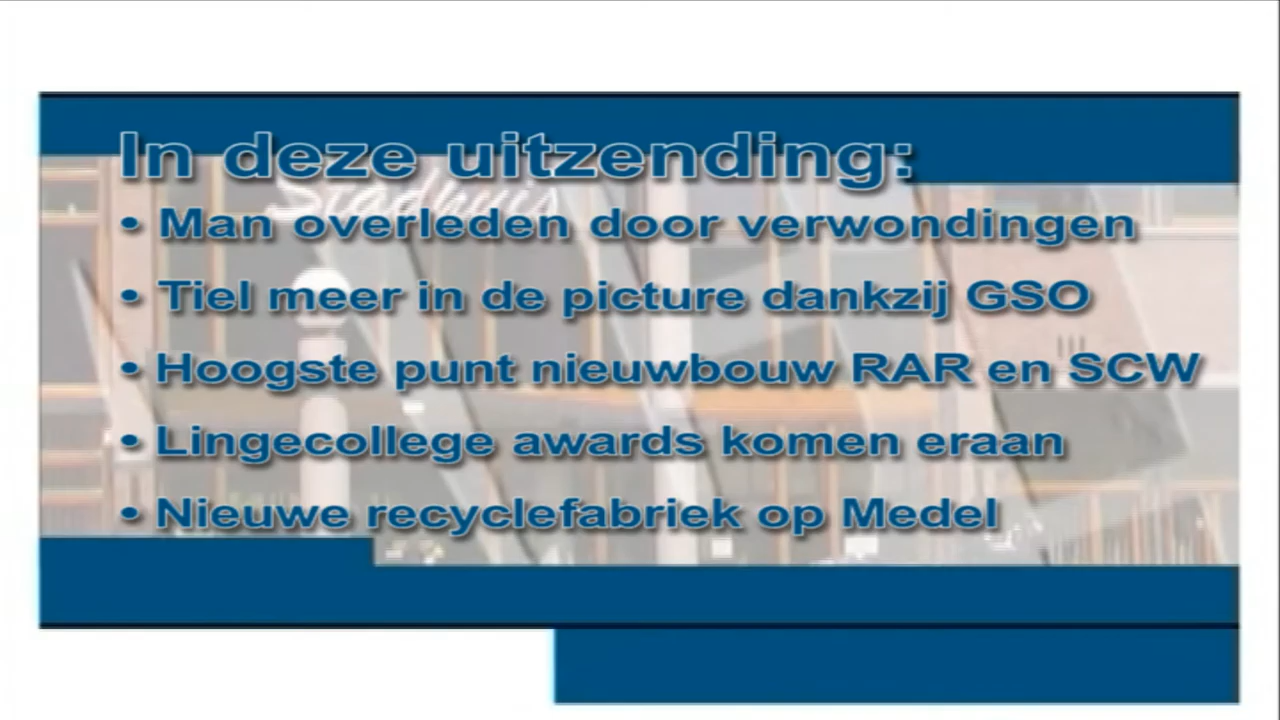 In deze uitzending:
Stadhuis
• Man overleden door verwondingen
• Tiel meer in de picture dankzij GSO
• Hoogste punt nieuwbouw RAR en SCW
• Lingecollege awards komen eraan
• Nieuwe recyclefabriek op Medel